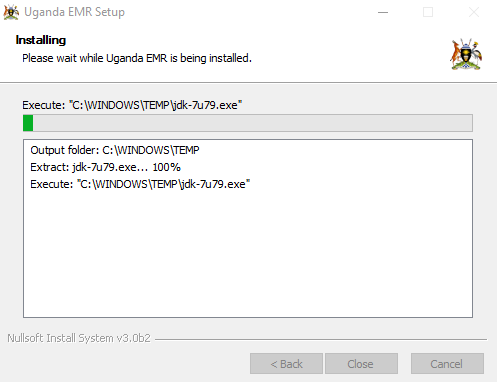 Uganda EMR Setup
Installing
Please wait while Uganda EMR is being installed.
Execute: "C:\WINDOWS\TEMP\jdk-7u79.exe"
Output folder: C:\WINDOWS\TEMP
Extract: jdk-7u79.exe... 100%
Execute: "C:\WINDOWS\TEMP\jdk-7u79.exe"
Nullsoft Install System v3.0b2
< Back Close Cancel